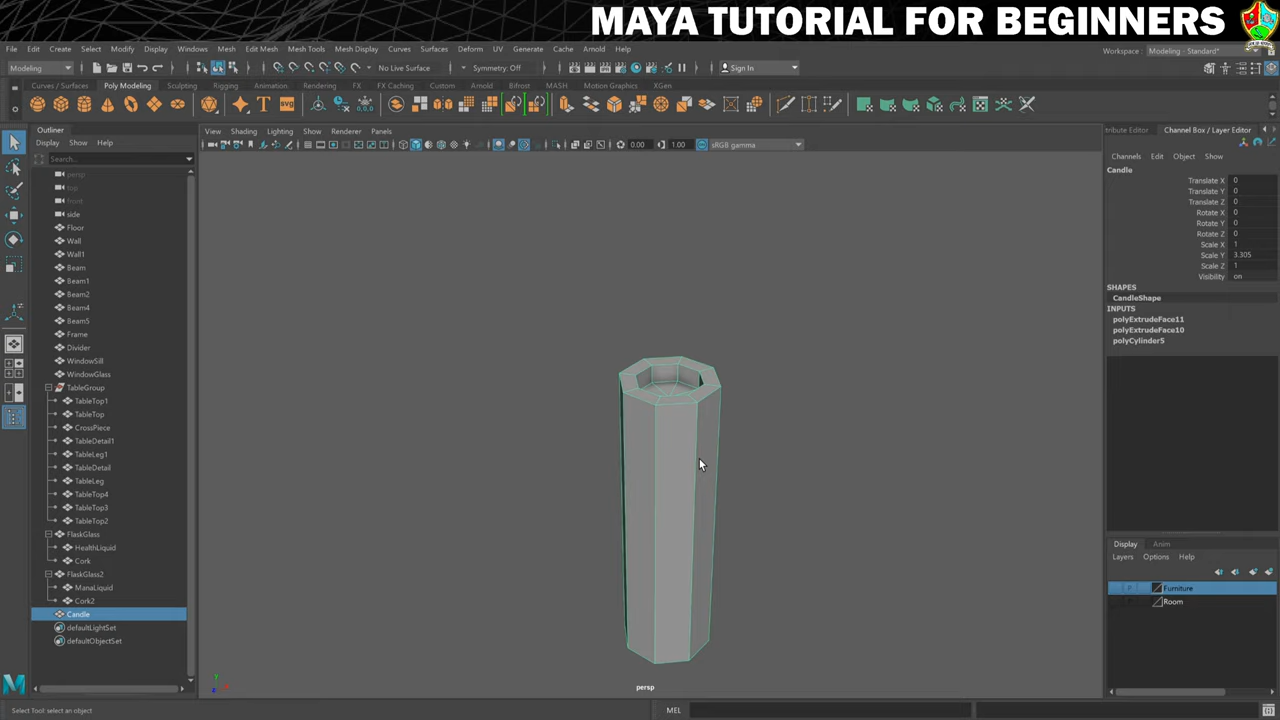 MAYA TUTORIAL FOR BEGINNERS
File Edit Create Select Modify Display Windows Mesh Edit Mesh Mesh Tools Mesh Display Curves Surfaces Deform UV Generate Cache Arnold Help
Workspace: Modeling - Standard*
Modeling No Live Surface Symmetry: Off Sign In
Curves / Surfaces Poly Modeling Sculpting Rigging Animation Rendering FX FX Caching Custom Arnold Bifrost MASH Motion Graphics XGen
Outliner
Display Show Help
Search...
persp
top
front
side
Floor
Wall
Wall1
Beam
Beam1
Beam2
Beam4
Beam5
Frame
Divider
WindowSill
WindowGlass
TableGroup
TableTop1
TableTop
CrossPiece
TableDetail1
TableLeg1
TableDetail
TableLeg
TableTop4
TableTop3
TableTop2
FlaskGlass
HealthLiquid
Cork
FlaskGlass2
ManaLiquid
Cork2
Candle
defaultLightSet
defaultObjectSet
View Shading Lighting Show Renderer Panels
0.00 1.00 sRGB gamma
persp
tribute Editor Channel Box / Layer Editor
Channels Edit Object Show
Candle
Translate X 0
Translate Y 0
Translate Z 0
Rotate X 0
Rotate Y 0
Rotate Z 0
Scale X 1
Scale Y 3.305
Scale Z 1
Visibility on
SHAPES
CandleShape
INPUTS
polyExtrudeFace11
polyExtrudeFace10
polyCylinder5
Display Anim
Layers Options Help
P Furniture
Room
Select Tool: select an object
MEL